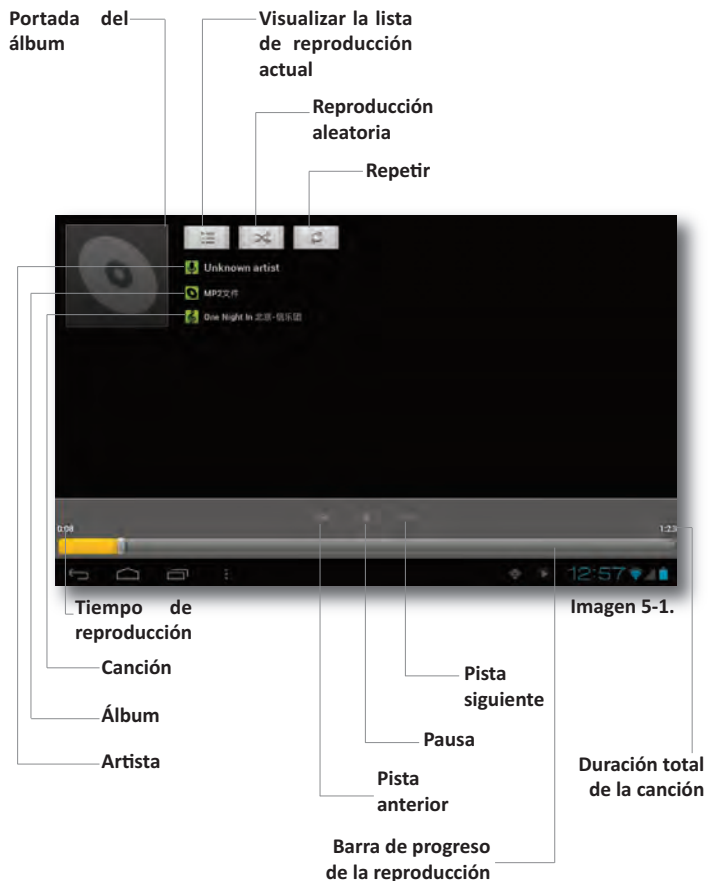 Portada del
álbum
Visualizar la lista
de reproducción
actual
Reproducción
aleatoria
Repetir
Unknown artist
MP2文件
One Night In 北京-信乐团
0:08
1:23
12:57
Imagen 5-1.
Tiempo de
reproducción
Canción
Álbum
Artista
Pista
siguiente
Pausa
Pista
anterior
Duración total
de la canción
Barra de progreso
de la reproducción